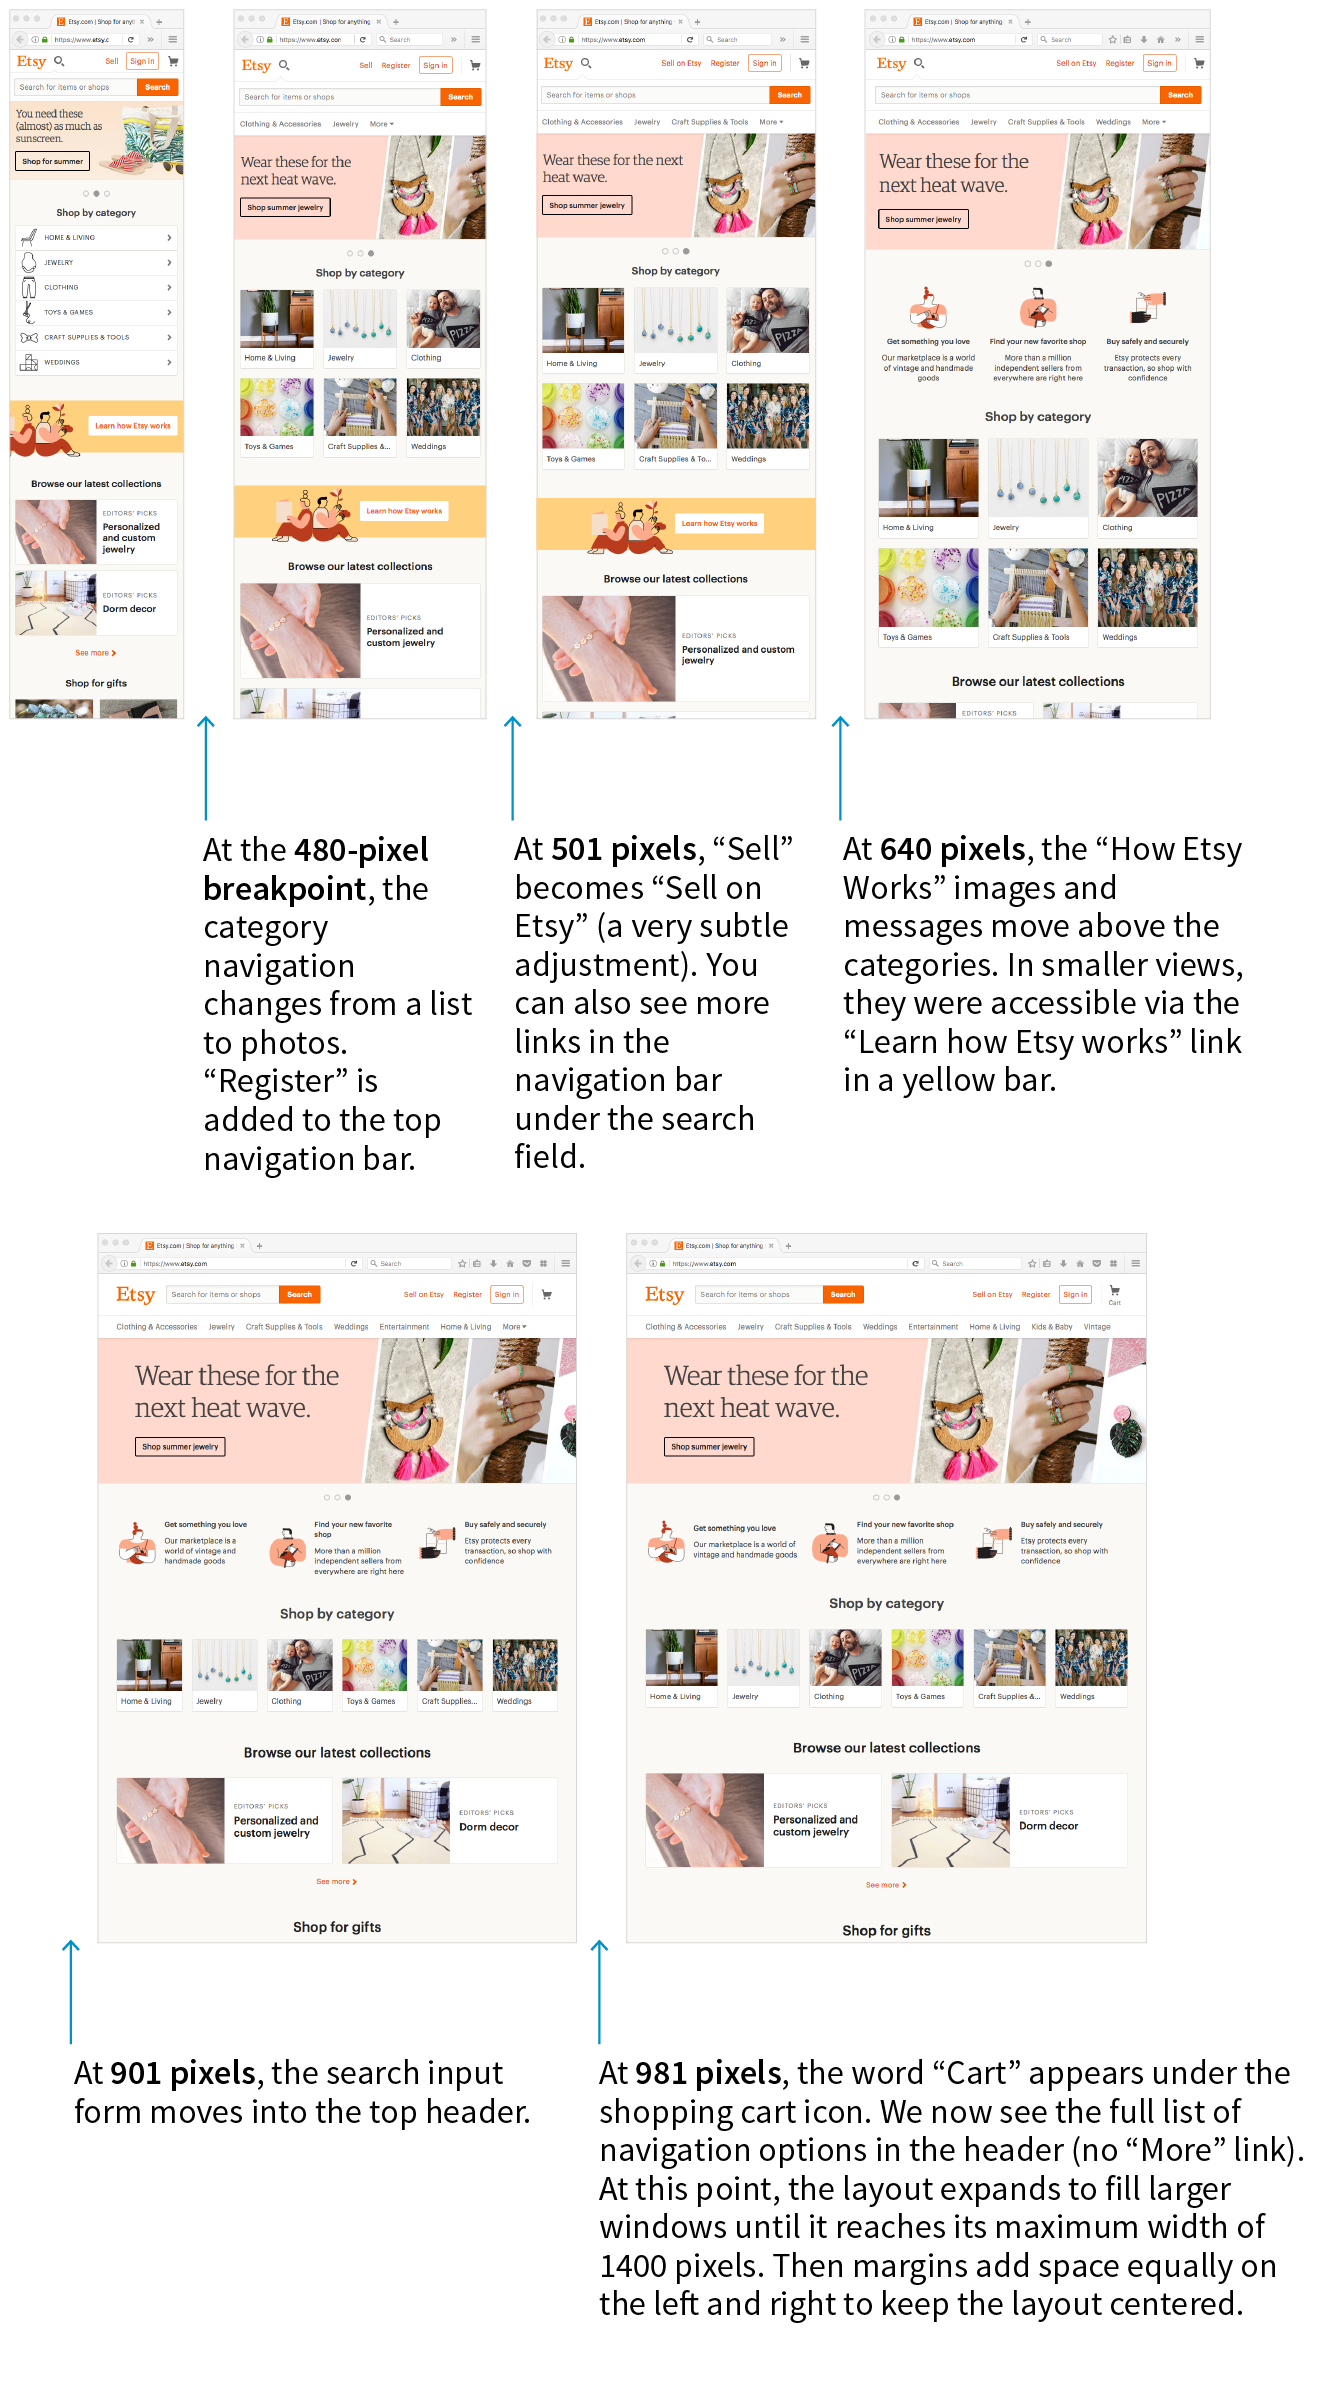 Etsy.com | Shop for anyt
https://www.etsy.c
Etsy
Sell
Sign in
Search for items or shops
Search
You need these
(almost) as much as
sunscreen.
Shop for summer
Shop by category
HOME & LIVING
JEWELRY
CLOTHING
TOYS & GAMES
CRAFT SUPPLIES & TOOLS
WEDDINGS
Learn how Etsy works
Browse our latest collections
EDITORS' PICKS
Personalized
and custom
jewelry
EDITORS' PICKS
Dorm decor
See more
Shop for gifts
Etsy.com | Shop for anything
https://www.etsy.con
Search
Etsy
Sell Register Sign in
Search for items or shops
Search
Clothing & Accessories Jewelry More
Wear these for the
next heat wave.
Shop summer jewelry
Shop by category
Home & Living Jewelry Clothing
Toys & Games Craft Supplies &... Weddings
Learn how Etsy works
Browse our latest collections
EDITORS' PICKS
Personalized and
custom jewelry
Etsy.com | Shop for anything
https://www.etsy.com
Search
Etsy
Sell on Etsy Register Sign in
Search for items or shops
Search
Clothing & Accessories Jewelry Craft Supplies & Tools More
Wear these for the next
heat wave.
Shop summer jewelry
Shop by category
Home & Living Jewelry Clothing
Toys & Games Craft Supplies & To... Weddings
Learn how Etsy works
Browse our latest collections
EDITORS' PICKS
Personalized and custom
jewelry
Etsy.com | Shop for anything
https://www.etsy.com
Search
Etsy
Sell on Etsy Register Sign in
Search for items or shops
Search
Clothing & Accessories Jewelry Craft Supplies & Tools Weddings More
Wear these for the
next heat wave.
Shop summer jewelry
Get something you love
Our marketplace is a world
of vintage and handmade
goods
Find your new favorite shop
More than a million
independent sellers from
everywhere are right here
Buy safely and securely
Etsy protects every
transaction, so shop with
confidence
Shop by category
PIZZA
Home & Living Jewelry Clothing
Toys & Games Craft Supplies & Tools Weddings
Browse our latest collections
EDITORS' PICKS
At the 480-pixel
breakpoint, the
category
navigation
changes from a list
to photos.
“Register” is
added to the top
navigation bar.
At 501 pixels, “Sell”
becomes “Sell on
Etsy” (a very subtle
adjustment). You
can also see more
links in the
navigation bar
under the search
field.
At 640 pixels, the “How Etsy
Works” images and
messages move above the
categories. In smaller views,
they were accessible via the
“Learn how Etsy works” link
in a yellow bar.
Etsy.com | Shop for anything
https://www.etsy.com
Search
Etsy
Search for items or shops
Search
Sell on Etsy Register Sign in
Clothing & Accessories Jewelry Craft Supplies & Tools Weddings Entertainment Home & Living More
Wear these for the
next heat wave.
Shop summer jewelry
Get something you love
Our marketplace is a
world of vintage and
handmade goods
Find your new favorite
shop
More than a million
independent sellers from
everywhere are right here
Buy safely and securely
Etsy protects every
transaction, so shop with
confidence
Shop by category
Home & Living Jewelry Clothing Toys & Games Craft Supplies... Weddings
Browse our latest collections
EDITORS' PICKS
Personalized and
custom jewelry
EDITORS' PICKS
Dorm decor
See more
Shop for gifts
Etsy.com | Shop for anything
https://www.etsy.com
Search
Etsy
Search for items or shops
Search
Sell on Etsy Register Sign in
Cart
Clothing & Accessories Jewelry Craft Supplies & Tools Weddings Entertainment Home & Living Kids & Baby Vintage
Wear these for the
next heat wave.
Shop summer jewelry
Get something you love
Our marketplace is a world of
vintage and handmade goods
Find your new favorite shop
More than a million
independent sellers from
everywhere are right here
Buy safely and securely
Etsy protects every
transaction, so shop with
confidence
Shop by category
Home & Living Jewelry Clothing Toys & Games Craft Supplies &... Weddings
Browse our latest collections
EDITORS' PICKS
Personalized and
custom jewelry
EDITORS' PICKS
Dorm decor
See more
Shop for gifts
At 901 pixels, the search input
form moves into the top header.
At 981 pixels, the word “Cart” appears under the
shopping cart icon. We now see the full list of
navigation options in the header (no “More” link).
At this point, the layout expands to fill larger
windows until it reaches its maximum width of
1400 pixels. Then margins add space equally on
the left and right to keep the layout centered.